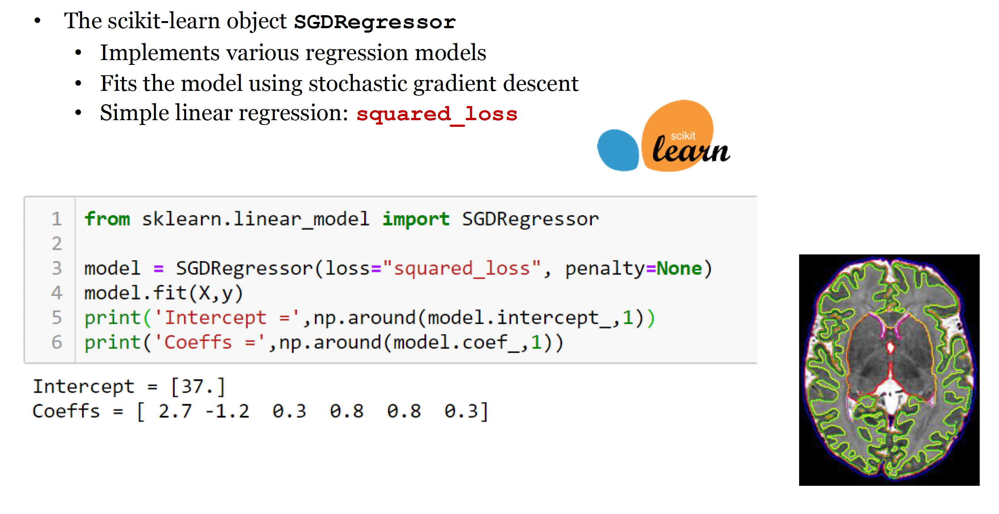 • The scikit-learn object SGDRegressor
• Implements various regression models
• Fits the model using stochastic gradient descent
• Simple linear regression: squared_loss
scikit
learn
1 from sklearn.linear_model import SGDRegressor
2
3 model = SGDRegressor(loss="squared_loss", penalty=None)
4 model.fit(X,y)
5 print('Intercept =',np.around(model.intercept_,1))
6 print('Coeffs =',np.around(model.coef_,1))
Intercept = [37.]
Coeffs = [ 2.7 -1.2  0.3  0.8  0.8  0.3]